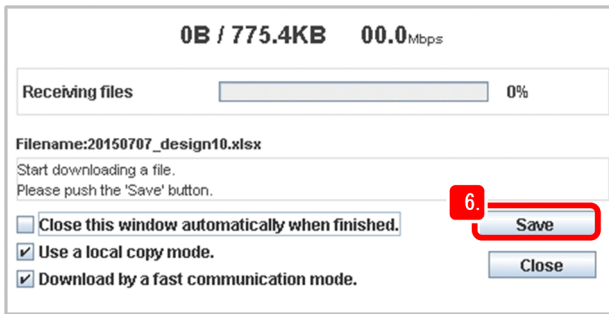 0B / 775.4KB 00.0Mbps
Receiving files 0%
Filename:20150707_design10.xlsx
Start downloading a file.
Please push the 'Save' button.
6.
Close this window automatically when finished. Save
Use a local copy mode.
Close
Download by a fast communication mode.